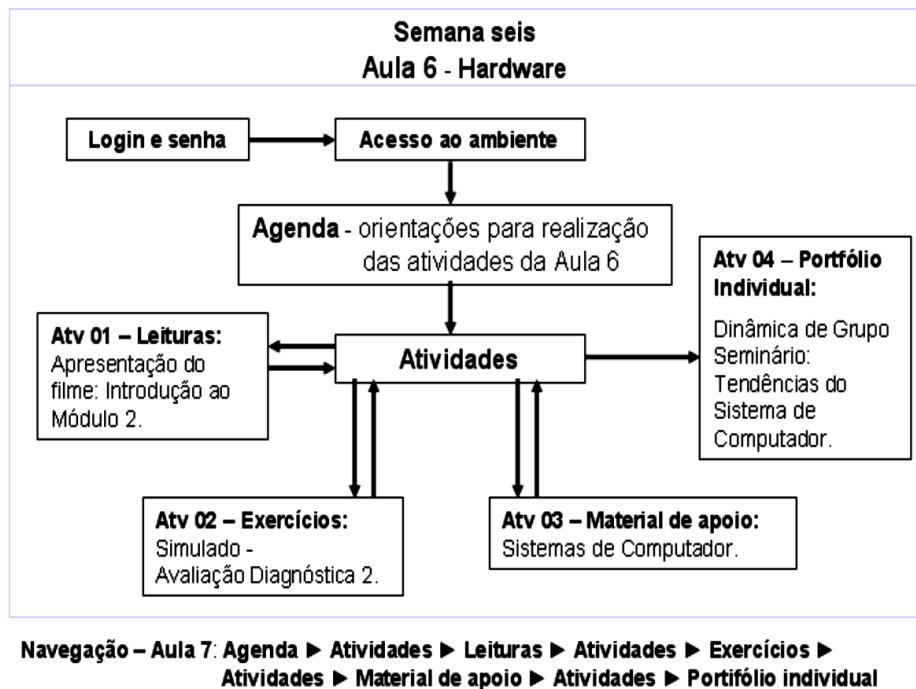 Semana seis
Aula 6 - Hardware
Login e senha
Acesso ao ambiente
Agenda - orientações para realização
das atividades da Aula 6
Atv 04 – Portfólio
Individual:
Dinâmica de Grupo
Seminário:
Tendências do
Sistema de
Computador.
Atv 01 – Leituras:
Apresentação do
filme: Introdução ao
Módulo 2.
Atividades
Atv 02 – Exercícios:
Simulado -
Avaliação Diagnóstica 2.
Atv 03 – Material de apoio:
Sistemas de Computador.
Navegação – Aula 7: Agenda ► Atividades ► Leituras ► Atividades ► Exercícios ►
Atividades ► Material de apoio ► Atividades ► Portifólio individual